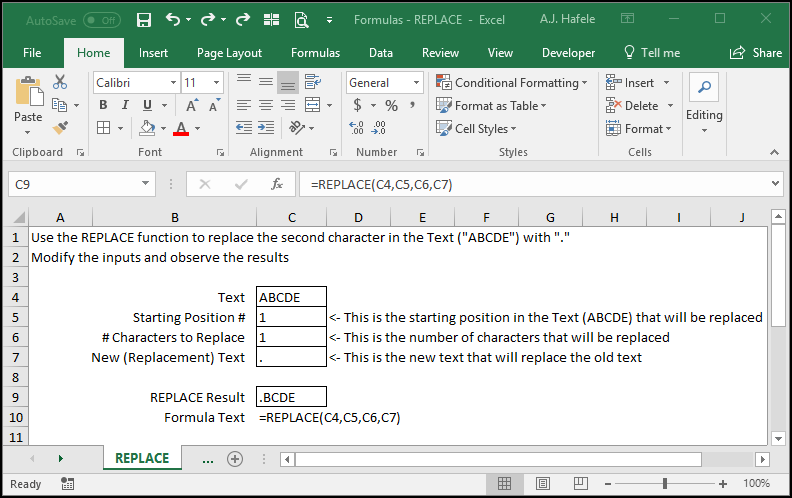 AutoSave Off Formulas - REPLACE - Excel A.J. Hafele
File Home Insert Page Layout Formulas Data Review View Developer Tell me Share
Calibri 11 General Conditional Formatting Insert
Paste B I U A A $ % , Format as Table Delete Editing
A .00 .0 Cell Styles Format
Clipboard Font Alignment Number Styles Cells
C9 fx =REPLACE(C4,C5,C6,C7)
A B C D E F G H I J
1 Use the REPLACE function to replace the second character in the Text ("ABCDE") with "."
2 Modify the inputs and observe the results
3
4 Text ABCDE
5 Starting Position # 1 <- This is the starting position in the Text (ABCDE) that will be replaced
6 # Characters to Replace 1 <- This is the number of characters that will be replaced
7 New (Replacement) Text . <- This is the new text that will replace the old text
8
9 REPLACE Result .BCDE
10 Formula Text =REPLACE(C4,C5,C6,C7)
11
REPLACE ...
Ready 100%